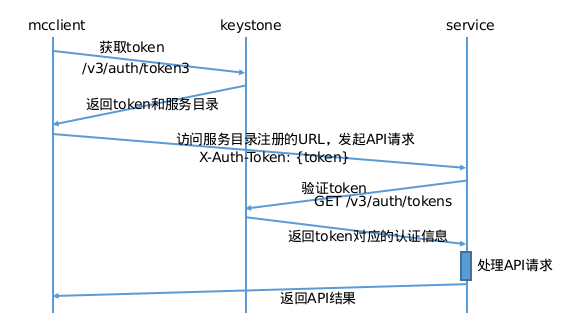 mcclient
keystone
service
获取token
/v3/auth/token3
返回token和服务目录
访问服务目录注册的URL，发起API请求
X-Auth-Token: {token}
验证token
GET /v3/auth/tokens
返回token对应的认证信息
处理API请求
返回API结果